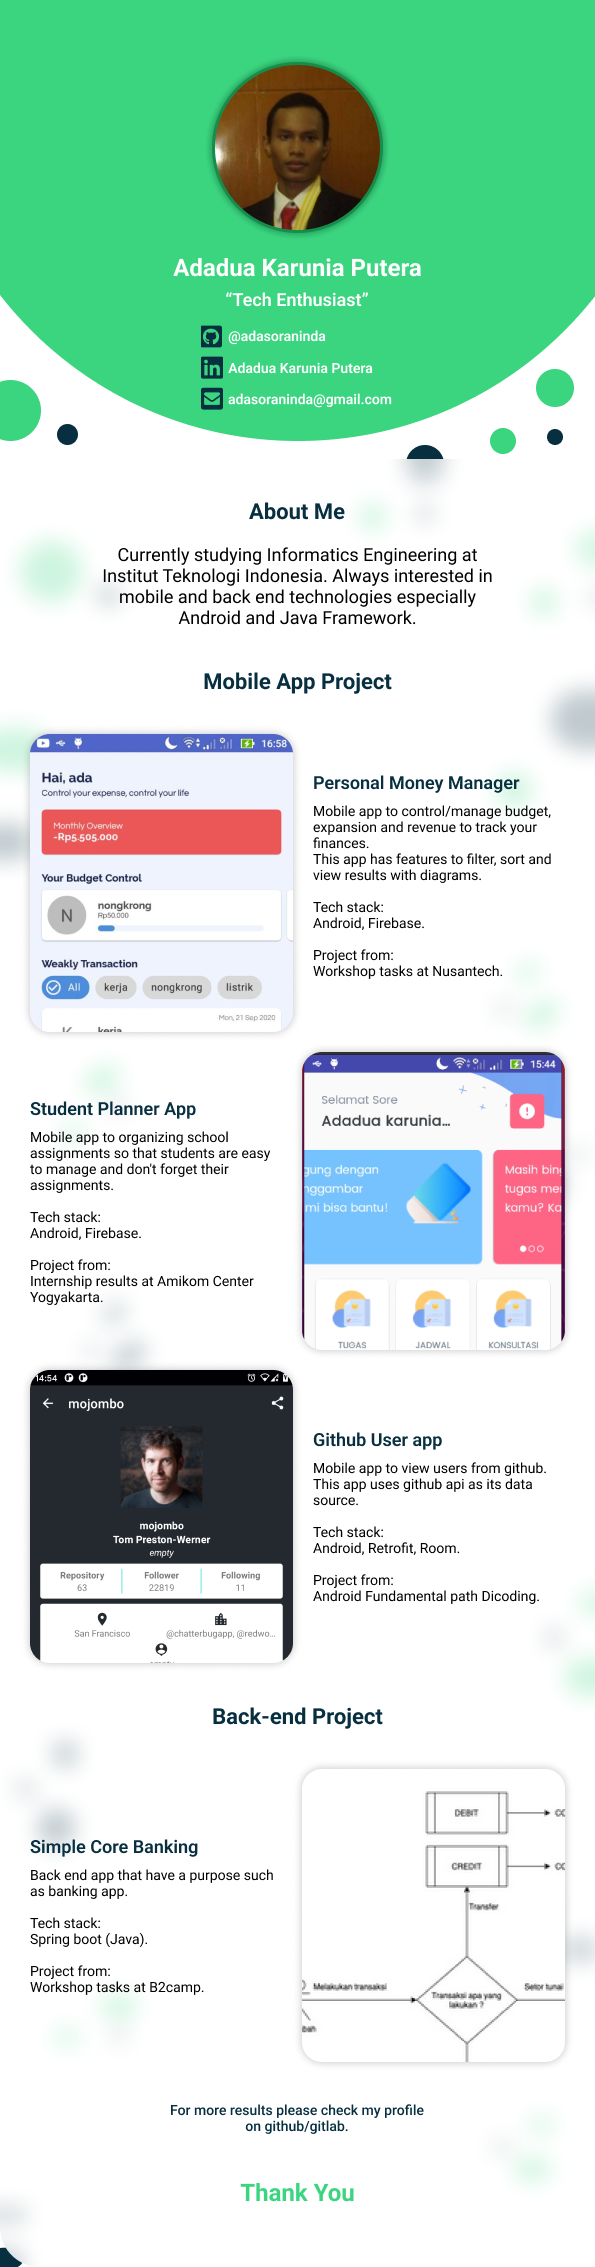 Adadua Karunia Putera
“Tech Enthusiast”
@adasoraninda
Adadua Karunia Putera
adasoraninda@gmail.com
About Me
Currently studying Informatics Engineering at
Institut Teknologi Indonesia. Always interested in
mobile and back end technologies especially
Android and Java Framework.
Mobile App Project
16:58
Hai, ada
Control your expense, control your life
Monthly Overview
-Rp5.505.000
Your Budget Control
N
nongkrong
Rp50.000
Weekly Transaction
All
kerja
nongkrong
listrik
Mon, 21 Sep 2020
K
kerja
Personal Money Manager
Mobile app to control/manage budget,
expansion and revenue to track your
finances.
This app has features to filter, sort and
view results with diagrams.
Tech stack:
Android, Firebase.
Project from:
Workshop tasks at Nusantech.
Student Planner App
Mobile app to organizing school
assignments so that students are easy
to manage and don't forget their
assignments.
Tech stack:
Android, Firebase.
Project from:
Internship results at Amikom Center
Yogyakarta.
15:44
Selamat Sore
Adadua karunia...
gung dengan
nggambar
mi bisa bantu!
Masih bing
tugas me
kamu? Ka
TUGAS
JADWAL
KONSULTASI
14:54
mojombo
mojombo
Tom Preston-Werner
empty
Repository
Follower
Following
63
22819
11
San Francisco
@chatterbugapp, @redwo...
Github User app
Mobile app to view users from github.
This app uses github api as its data
source.
Tech stack:
Android, Retrofit, Room.
Project from:
Android Fundamental path Dicoding.
Back-end Project
Simple Core Banking
Back end app that have a purpose such
as banking app.
Tech stack:
Spring boot (Java).
Project from:
Workshop tasks at B2camp.
DEBIT
CO
CREDIT
CO
Transfer
Melakukan transaksi
Transaksi apa yang
lakukan ?
Setor tunai
bah
For more results please check my profile
on github/gitlab.
Thank You